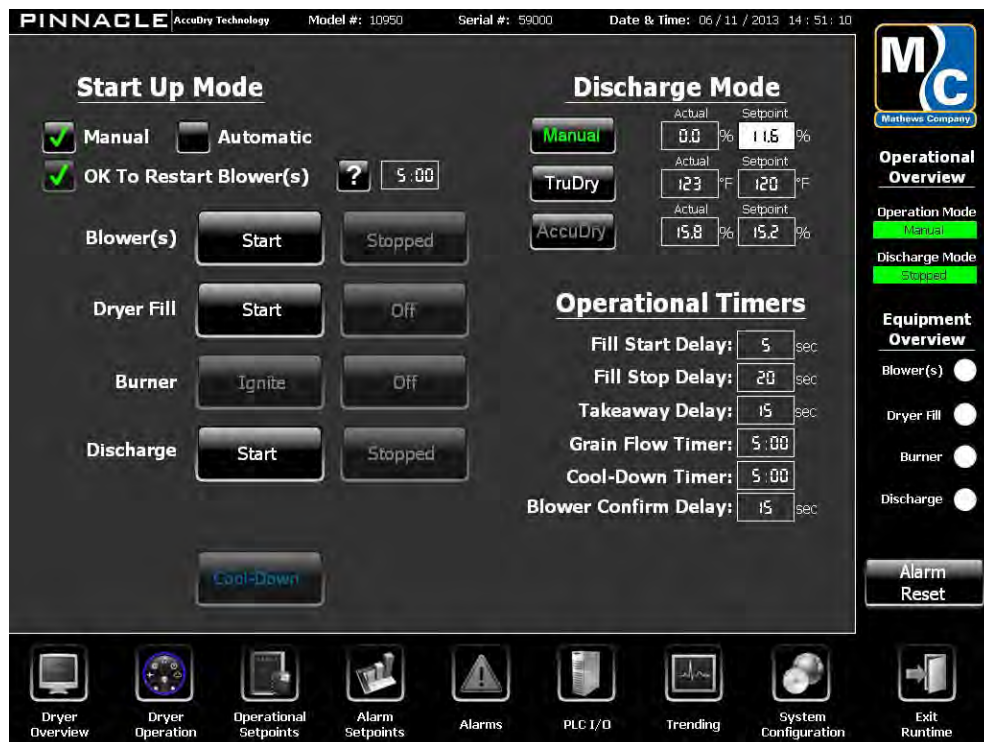 PINNACLE AccuDry Technology Model #: 10950 Serial #: 59000 Date & Time: 06/11/2013 14:51:10
Start Up Mode
Manual Automatic
OK To Restart Blower(s) ? 5:00
Blower(s) Start Stopped
Dryer Fill Start Off
Burner Ignite Off
Discharge Start Stopped
Cool-Down
Discharge Mode
Actual Setpoint
Manual 0.0 % 11.6 %
Actual Setpoint
TruDry 123 °F 120 °F
Actual Setpoint
AccuDry 15.8 % 15.2 %
Operational Timers
Fill Start Delay: 5 sec
Fill Stop Delay: 20 sec
Takeaway Delay: 15 sec
Grain Flow Timer: 5:00
Cool-Down Timer: 5:00
Blower Confirm Delay: 15 sec
MC
Mathews Company
Operational
Overview
Operation Mode
Manual
Discharge Mode
Stopped
Equipment
Overview
Blower(s)
Dryer Fill
Burner
Discharge
Alarm
Reset
Dryer
Overview
Dryer
Operation
Operational
Setpoints
Alarm
Setpoints
Alarms
PLC I/O
Trending
System
Configuration
Exit
Runtime